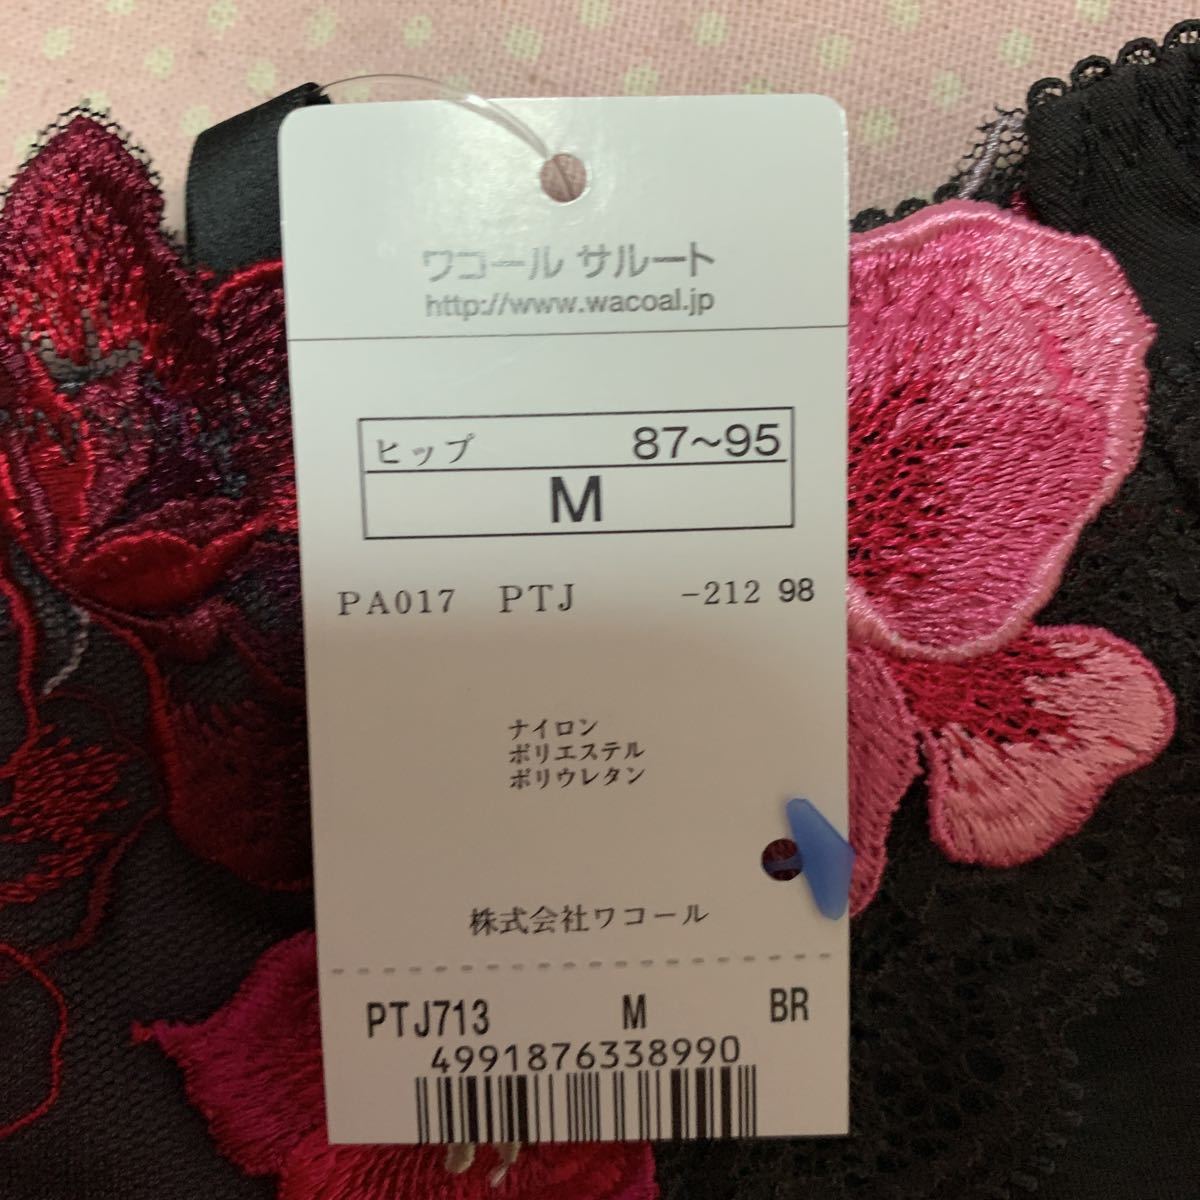 ワコール サルート
http://www.wacoal.jp
ヒップ 87~95
M
PA017 PTJ -212 98
ナイロン
ポリエステル
ポリウレタン
株式会社ワコール
PTJ713 M BR
4991876338990